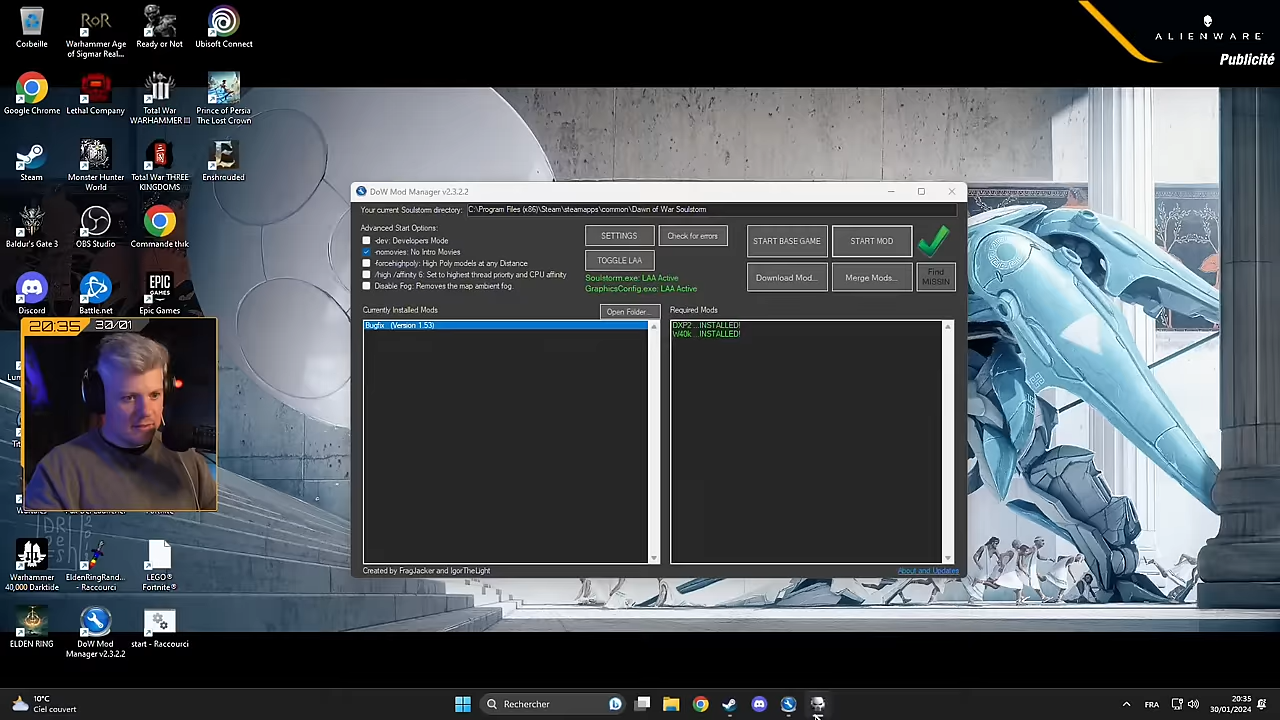 ALIENWARE
Publicité
Corbeille
Warhammer Age
of Sigmar Real...
Ready or Not
Ubisoft Connect
Google Chrome
Lethal Company
Total War
WARHAMMER III
Prince of Persia
The Lost Crown
Steam
Monster Hunter
World
Total War THREE
KINGDOMS
Enshrouded
Baldur's Gate 3
OBS Studio
Commande thrk
Discord
Battle.net
EPIC
GAMES
Epic Games
20:35 30/01
Warhammer
40,000 Darktide
EldenRingRand...
- Raccourci
LEGO®
Fortnite®
ELDEN RING
DoW Mod
Manager v2.3.2.2
start - Raccourci
DoW Mod Manager v2.3.2.2
Your current Soulstorm directory: C:\Program Files (x86)\Steam\steamapps\common\Dawn of War Soulstorm
Advanced Start Options:
-dev: Developers Mode
-nomovies: No Intro Movies
-forcehighpoly: High Poly models at any Distance
/high /affinity 6: Set to highest thread priority and CPU affinity
Disable Fog: Removes the map ambient fog.
SETTINGS
Check for errors
TOGGLE LAA
Soulstorm.exe: LAA Active
GraphicsConfig.exe: LAA Active
START BASE GAME
START MOD
Download Mod...
Merge Mods...
Find
MISSIN
Currently Installed Mods
Open Folder...
Required Mods
Bugfix (Version 1.53)
DXP2 ...INSTALLED!
W40k ...INSTALLED!
Created by FragJacker and IgorTheLight
About and Updates
10°C
Ciel couvert
Rechercher
FRA
20:35
30/01/2024